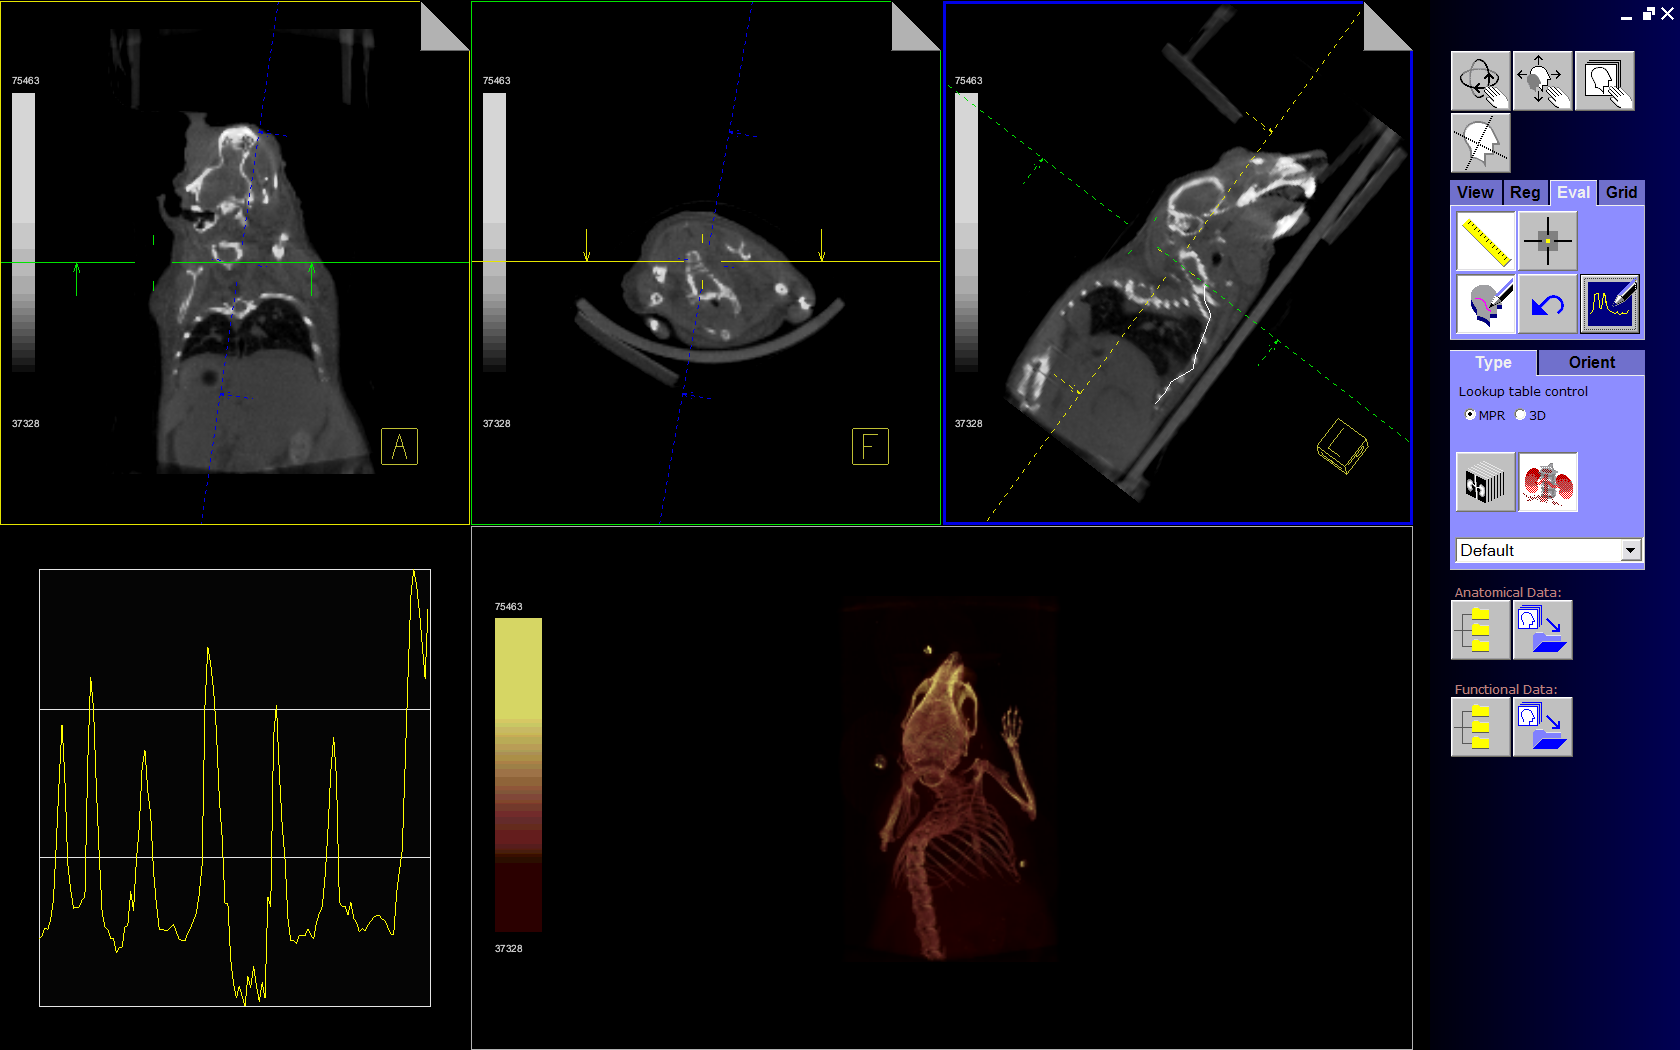 75463
37328
A
75463
37328
F
75463
37328
L
View Reg Eval Grid
Type Orient
Lookup table control
MPR 3D
Default
Anatomical Data:
Functional Data:
75463
37328